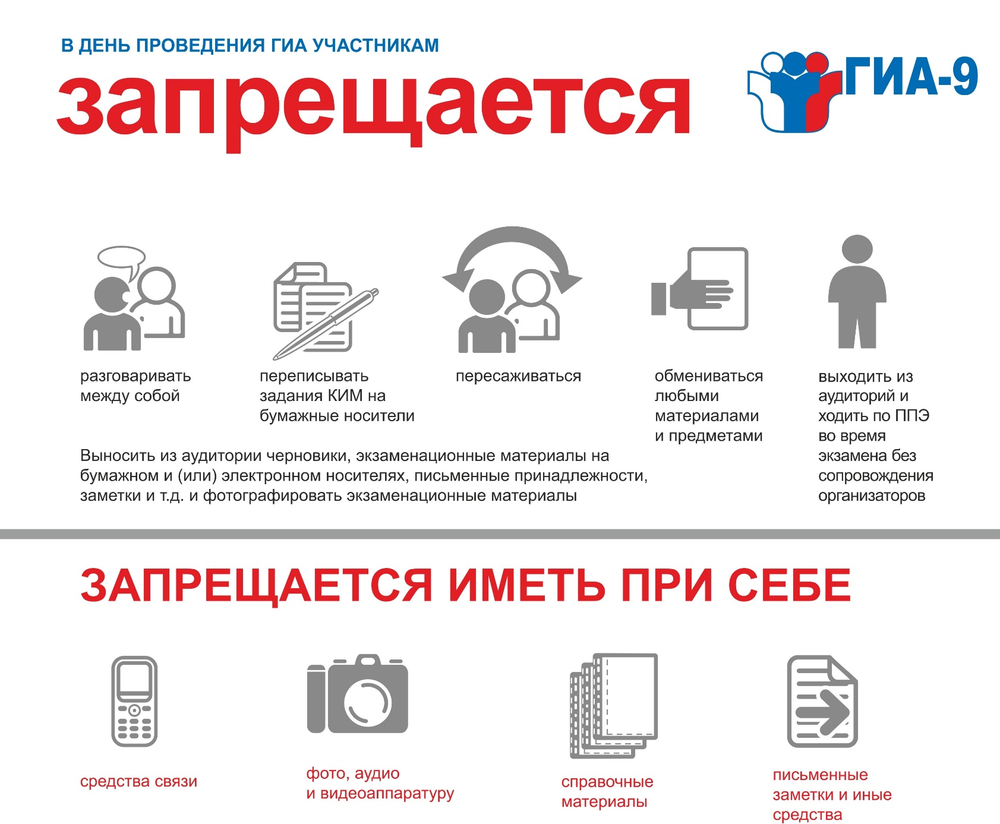 В ДЕНЬ ПРОВЕДЕНИЯ ГИА УЧАСТНИКАМ
запрещается
ГИА-9
разговаривать
между собой
переписывать
задания КИМ на
бумажные носители
пересаживаться
обмениваться
любыми
материалами
и предметами
выходить из
аудиторий и
ходить по ППЭ
во время
экзамена без
сопровождения
организаторов
Выносить из аудитории черновики, экзаменационные материалы на
бумажном и (или) электронном носителях, письменные принадлежности,
заметки и т.д. и фотографировать экзаменационные материалы
ЗАПРЕЩАЕТСЯ ИМЕТЬ ПРИ СЕБЕ
средства связи
фото, аудио
и видеоаппаратуру
справочные
материалы
письменные
заметки и иные
средства